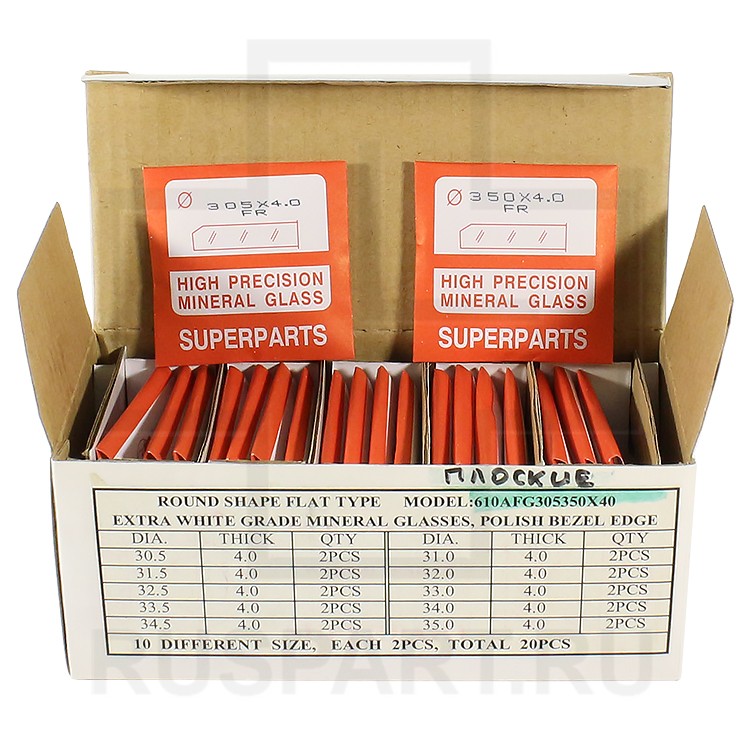 Ø 305X4.0
FR
HIGH PRECISION
MINERAL GLASS
SUPERPARTS
Ø 350X4.0
FR
HIGH PRECISION
MINERAL GLASS
SUPERPARTS
ПЛОСКИЕ
ROUND SHAPE FLAT TYPE MODEL:610AFG305350X40
EXTRA WHITE GRADE MINERAL GLASSES, POLISH BEZEL EDGE
DIA. THICK QTY DIA. THICK QTY
30.5 4.0 2PCS 31.0 4.0 2PCS
31.5 4.0 2PCS 32.0 4.0 2PCS
32.5 4.0 2PCS 33.0 4.0 2PCS
33.5 4.0 2PCS 34.0 4.0 2PCS
34.5 4.0 2PCS 35.0 4.0 2PCS
10 DIFFERENT SIZE, EACH 2PCS, TOTAL 20PCS
RUSPART.RU